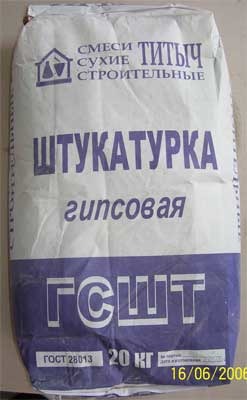 СМЕСИ
СУХИЕ ТИТЫЧ
СТРОИТЕЛЬНЫЕ
ШТУКАТУРКА
гипсовая
ГСШТ
ГОСТ 28013 20 КГ
16/06/2006